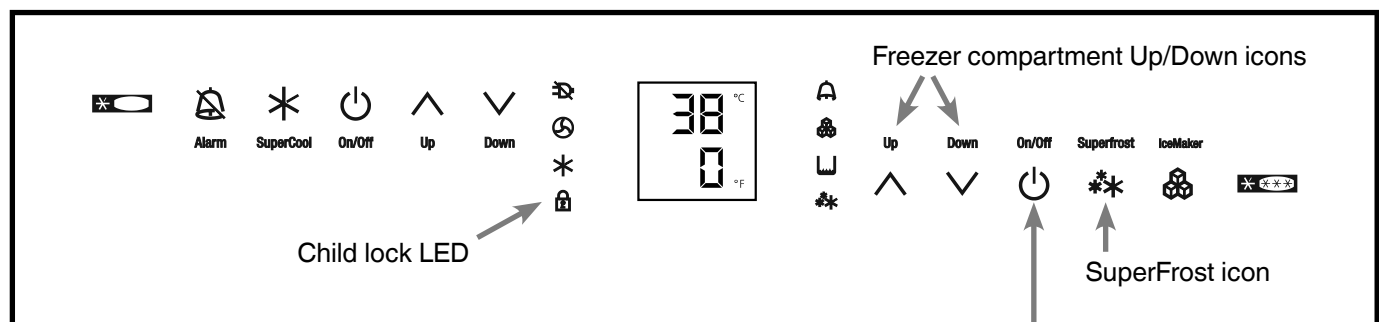 Freezer compartment Up/Down icons
Alarm SuperCool On/Off Up Down
38 °C
0 °F
Up Down On/Off Superfrost IceMaker
Child lock LED
SuperFrost icon